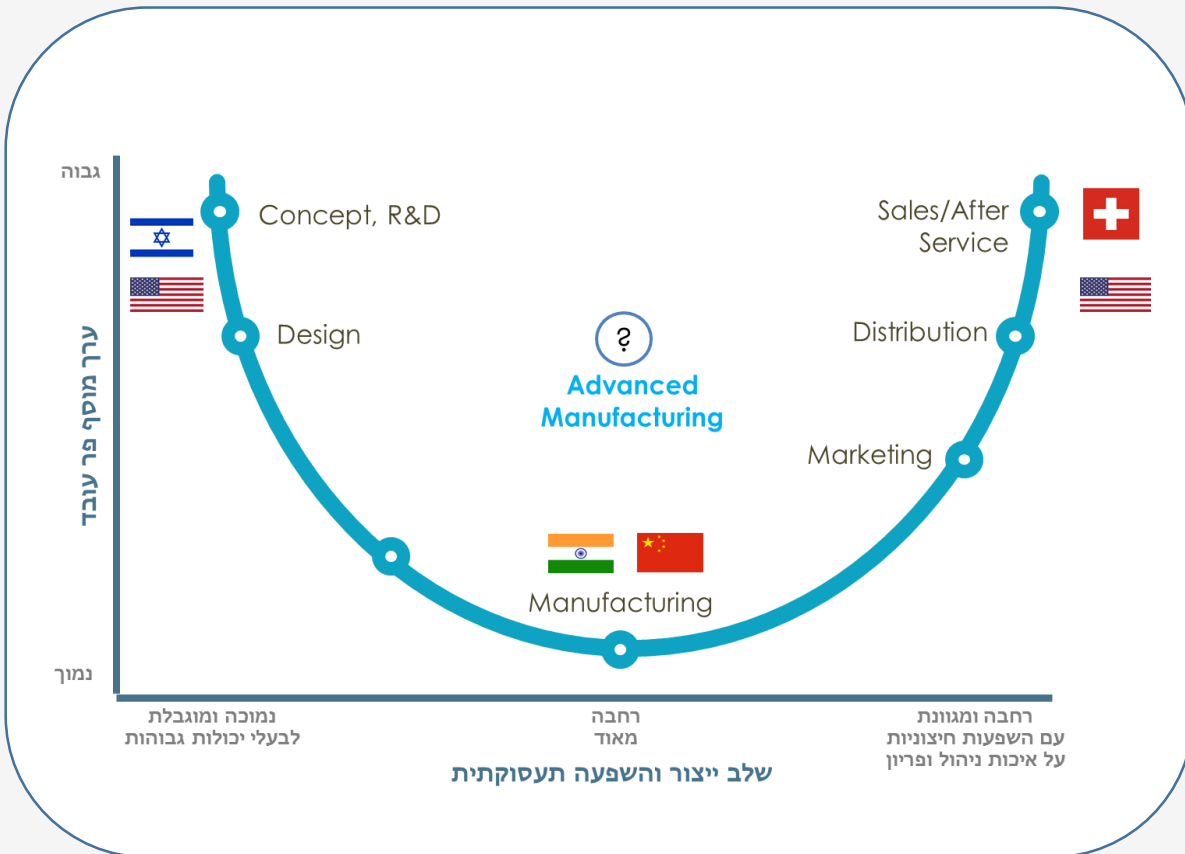 גבוה
Concept, R&D
Sales/After
Service
Design
?
Distribution
Advanced
Manufacturing
ערך מוסף פר עובד
Marketing
Manufacturing
נמוך
נמוכה ומוגבלת
לבעלי יכולות גבוהות
רחבה
מאוד
רחבה ומגוונת
עם השפעות חיצוניות
על איכות ניהול ופריון
שלב ייצור והשפעה תעסוקתית